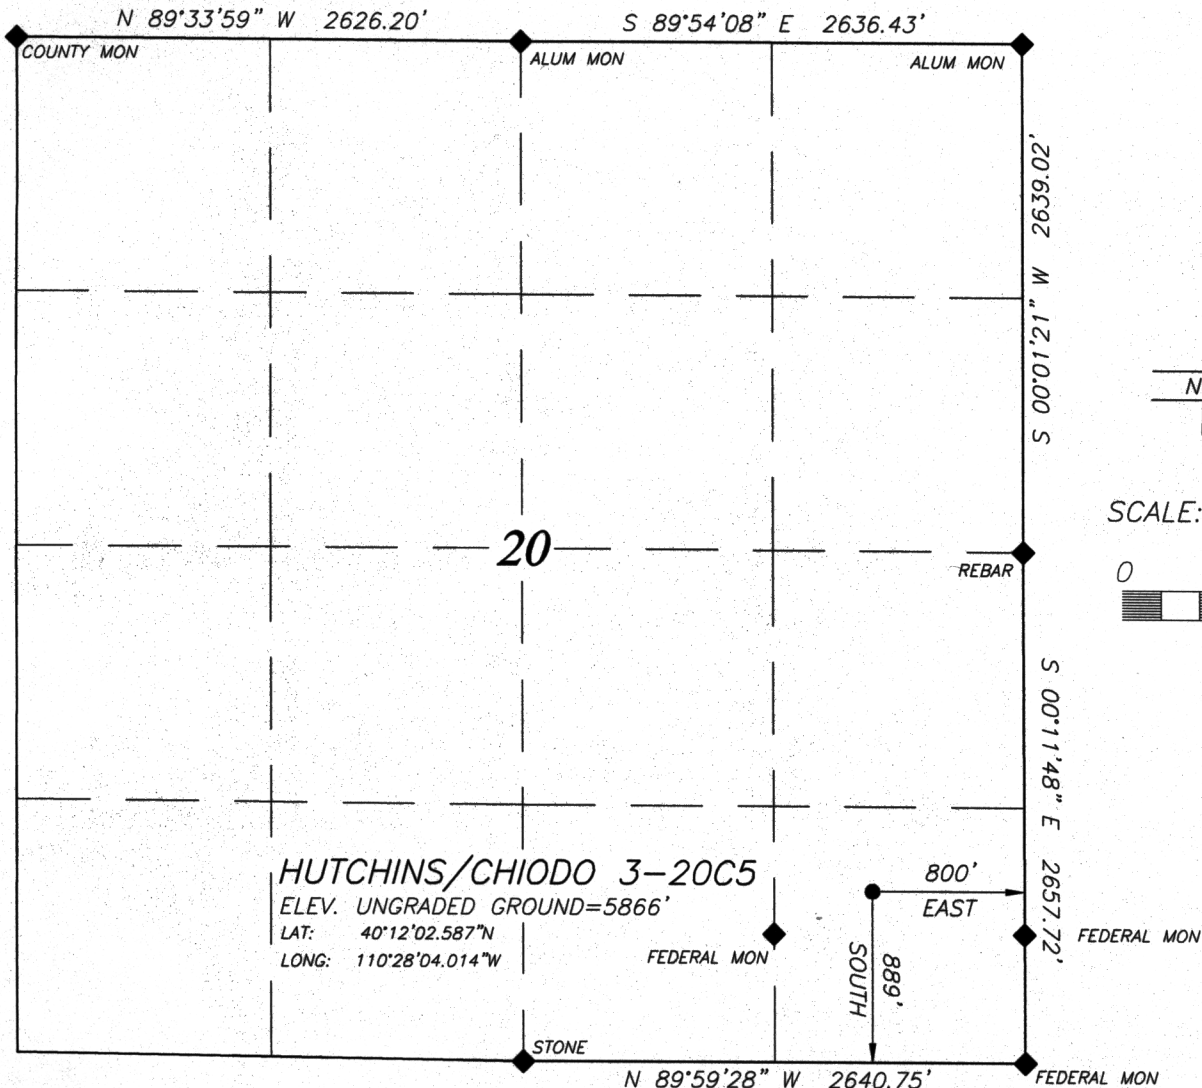 N 89°33'59" W 2626.20'
S 89°54'08" E 2636.43'
COUNTY MON
ALUM MON
ALUM MON
S 00°01'21" W 2639.02'
N
SCALE:
20
REBAR
0
S 00°11'48" E 2657.72'
HUTCHINS/CHIODO 3-20C5
ELEV. UNGRADED GROUND=5866'
LAT: 40°12'02.587"N
LONG: 110°28'04.014"W
800'
EAST
FEDERAL MON
FEDERAL MON
889'
SOUTH
STONE
N 89°59'28" W 2640.75'
FEDERAL MON